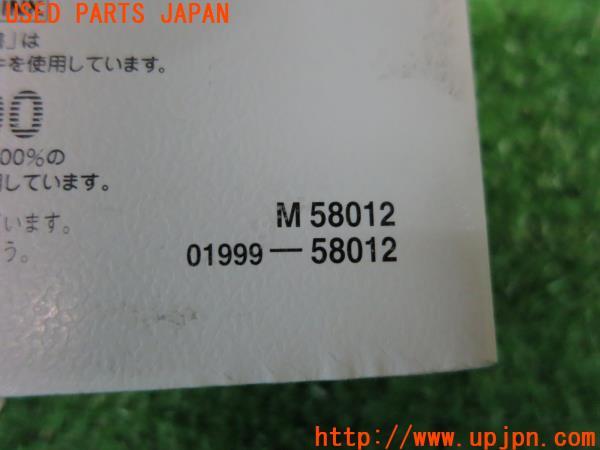 USED PARTS JAPAN
」は
を使用しています。
00
00%の
しています。
います。
う。
M 58012
01999—58012
http://www.upjpn.com/